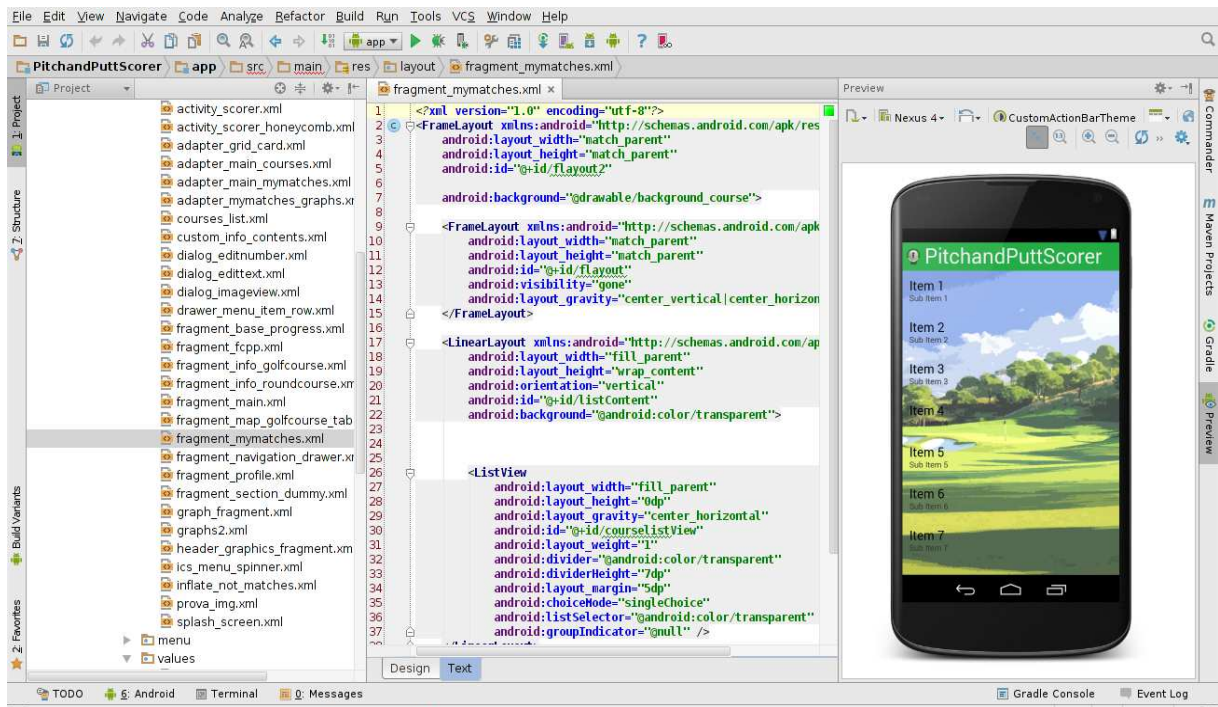 File Edit View Navigate Code Analyze Refactor Build Run Tools VCS Window Help
app
PitchandPuttScorer app src main res layout fragment_mymatches.xml
Project
fragment_mymatches.xml
Preview
1: Project
Z: Structure
Build Variants
2: Favorites
activity_scorer.xml
activity_scorer_honeycomb.xml
adapter_grid_card.xml
adapter_main_courses.xml
adapter_main_mymatches.xml
adapter_mymatches_graphs.xr
courses_list.xml
custom_info_contents.xml
dialog_editnumber.xml
dialog_edittext.xml
dialog_imageview.xml
drawer_menu_item_row.xml
fragment_base_progress.xml
fragment_fcpp.xml
fragment_info_golfcourse.xml
fragment_info_roundcourse.xm
fragment_main.xml
fragment_map_golfcourse_tab
fragment_mymatches.xml
fragment_navigation_drawer.xr
fragment_profile.xml
fragment_section_dummy.xml
graph_fragment.xml
graphs2.xml
header_graphics_fragment.xm
ics_menu_spinner.xml
inflate_not_matches.xml
prova_img.xml
splash_screen.xml
menu
values
1 <?xml version="1.0" encoding="utf-8"?>
2 <FrameLayout xmlns:android="http://schemas.android.com/apk/res
3 android:layout_width="match_parent"
4 android:layout_height="match_parent"
5 android:id="@+id/flayout2"
6
7 android:background="@drawable/background_course">
8
9 <FrameLayout xmlns:android="http://schemas.android.com/apk
10 android:layout_width="match_parent"
11 android:layout_height="match_parent"
12 android:id="@+id/flayout"
13 android:visibility="gone"
14 android:layout_gravity="center_vertical|center_horizon
15 </FrameLayout>
16
17 <LinearLayout xmlns:android="http://schemas.android.com/ap
18 android:layout_width="fill_parent"
19 android:layout_height="wrap_content"
20 android:orientation="vertical"
21 android:id="@+id/listContent"
22 android:background="@android:color/transparent">
23
24
25
26 <ListView
27 android:layout_width="fill_parent"
28 android:layout_height="0dp"
29 android:layout_gravity="center_horizontal"
30 android:id="@+id/courselistView"
31 android:layout_weight="1"
32 android:divider="@android:color/transparent"
33 android:dividerHeight="7dp"
34 android:layout_margin="5dp"
35 android:choiceMode="singleChoice"
36 android:listSelector="@android:color/transparent"
37 android:groupIndicator="@null" />
Design Text
Nexus 4 CustomActionBarTheme
PitchandPuttScorer
Item 1
Sub Item 1
Item 2
Sub Item 2
Item 3
Sub Item 3
Item 4
Item 5
Sub Item 5
Item 6
Sub Item 6
Item 7
Sub Item 7
Commander
Maven Projects
Gradle
Preview
TODO 6: Android Terminal 0: Messages Gradle Console Event Log